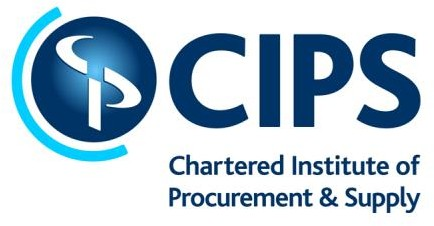 CIPS
Chartered Institute of
Procurement & Supply